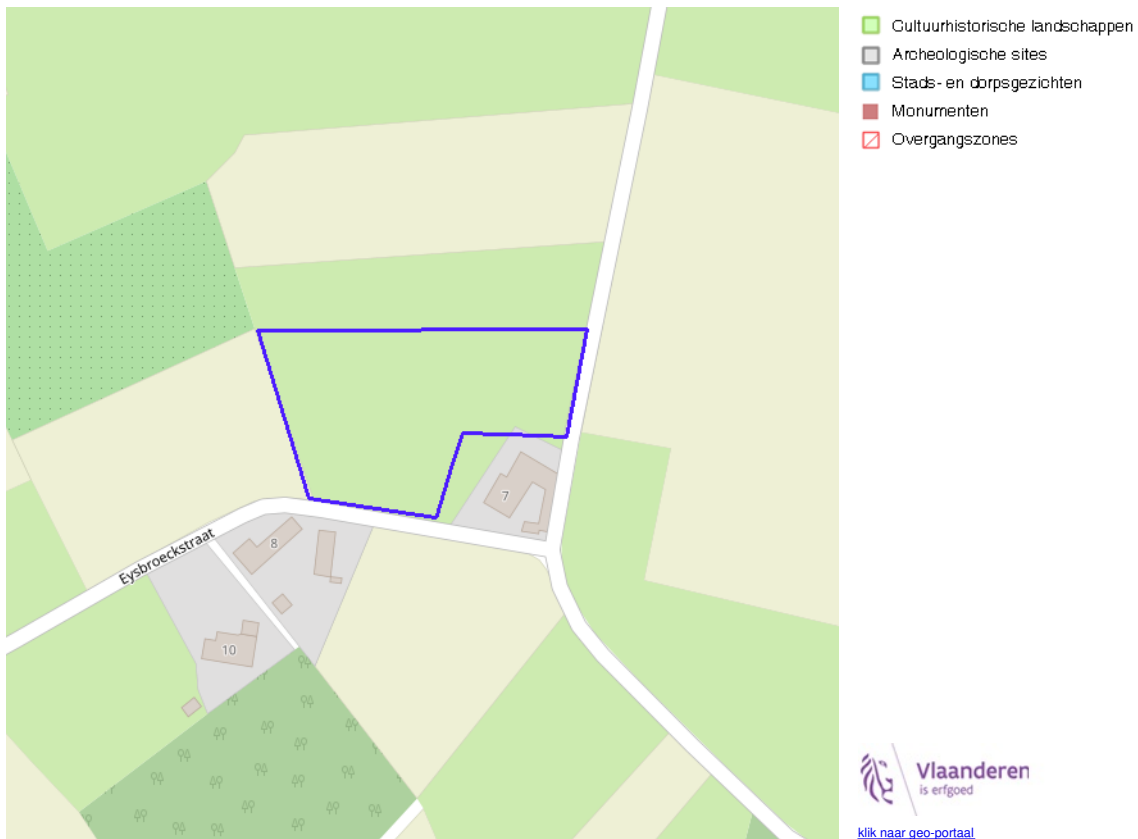 Cultuurhistorische landschappen
Archeologische sites
Stads- en dorpsgezichten
Monumenten
Overgangszones
7
8
Eysbroeckstraat
10
Vlaanderen
is erfgoed
klik naar geo-portaal